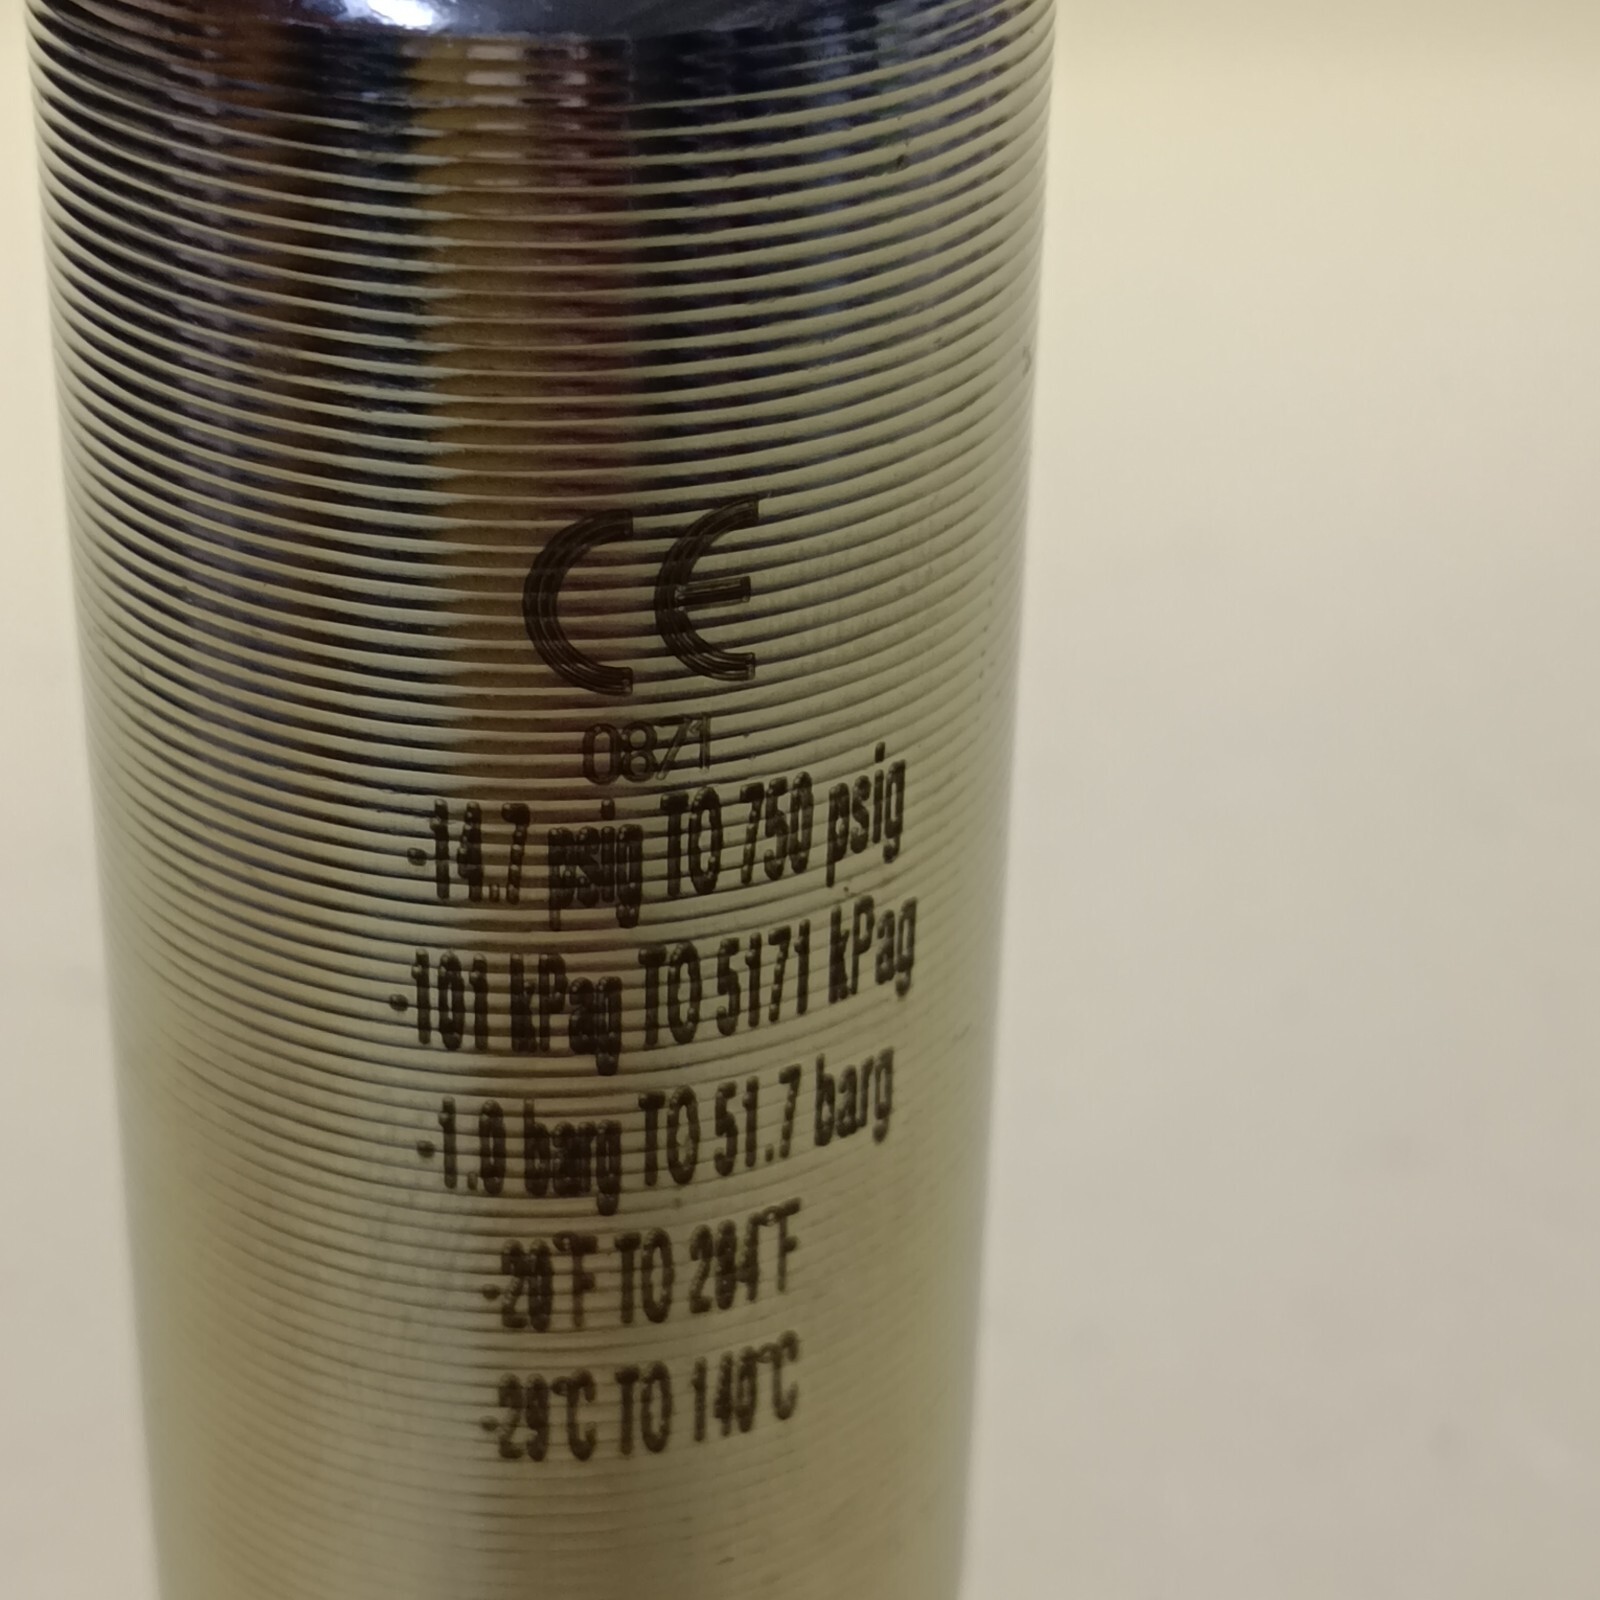 CE
0871
-14.7 psig TO 750 psig
-101 kPag TO 5171 kPag
-1.0 barg TO 51.7 barg
-20°F TO 284°F
-29°C TO 140°C